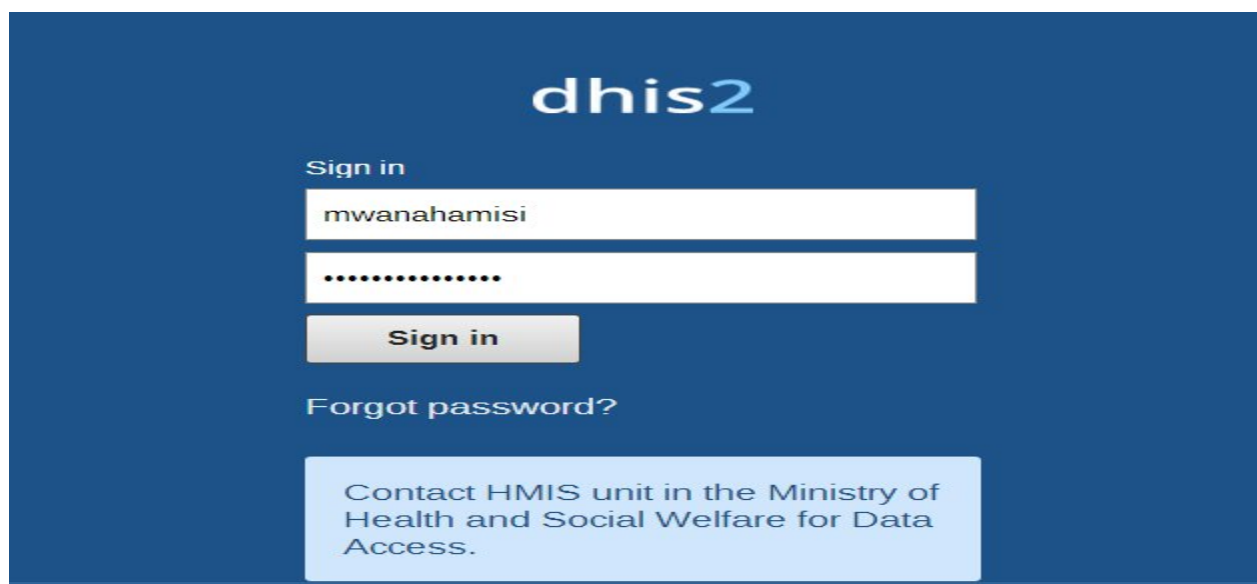 dhis2
Sign in
mwanahamisi
•••••••••••••••
Sign in
Forgot password?
Contact HMIS unit in the Ministry of
Health and Social Welfare for Data
Access.